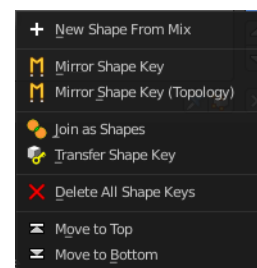 New Shape From Mix
Mirror Shape Key
Mirror Shape Key (Topology)
Join as Shapes
Transfer Shape Key
Delete All Shape Keys
Move to Top
Move to Bottom